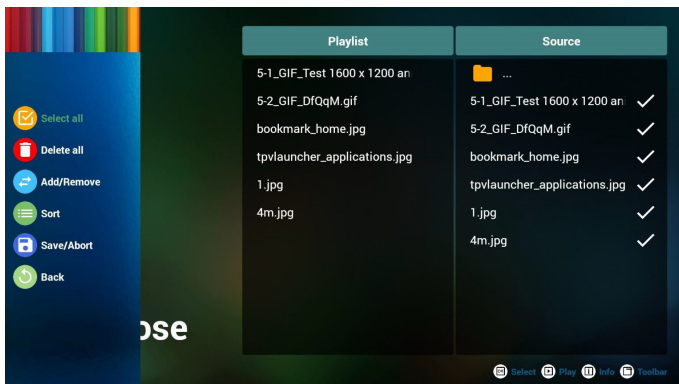 Playlist
Source
5-1_GIF_Test 1600 x 1200 an
5-2_GIF_DfQqM.gif
bookmark_home.jpg
tpvlauncher_applications.jpg
1.jpg
4m.jpg
...
5-1_GIF_Test 1600 x 1200 an
5-2_GIF_DfQqM.gif
bookmark_home.jpg
tpvlauncher_applications.jpg
1.jpg
4m.jpg
Select all
Delete all
Add/Remove
Sort
Save/Abort
Back
ose
Select Play Info Toolbar